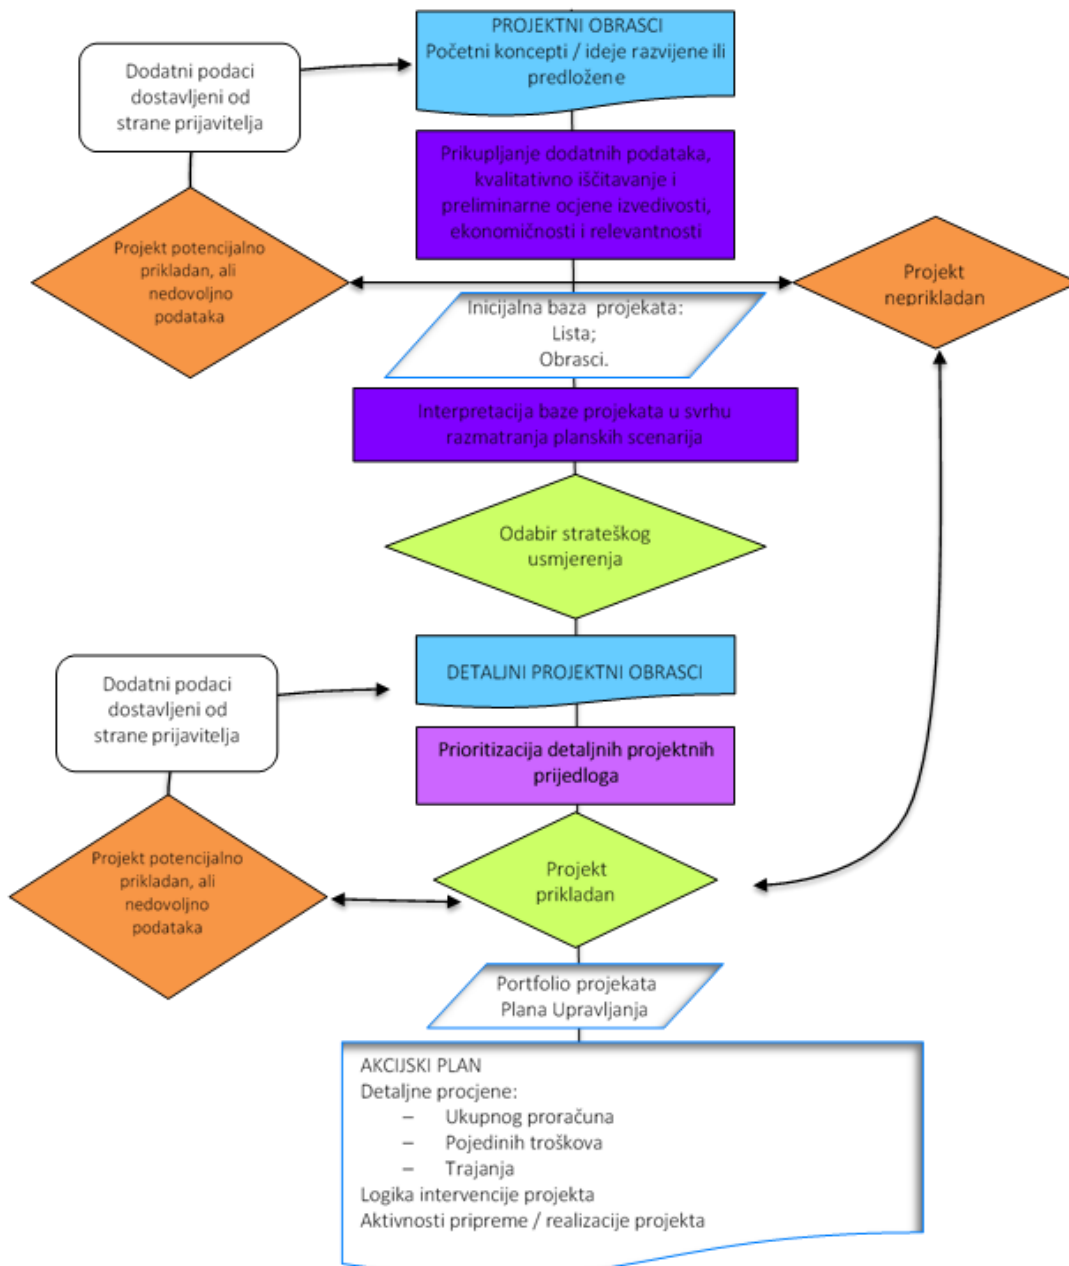 PROJEKTNI OBRASCI
Početni koncepti / ideje razvijene ili
predložene
Dodatni podaci
dostavljeni od
strane prijavitelja
Prikupljanje dodatnih podataka,
kvalitativno iščitavanje i
preliminarne ocjene izvedivosti,
ekonomičnosti i relevantnosti
Projekt potencijalno
prikladan, ali
nedovoljno
podataka
Projekt
neprikladan
Inicijalna baza projekata:
Lista;
Obrasci.
Interpretacija baze projekata u svrhu
razmatranja planskih scenarija
Odabir strateškog
usmjerenja
DETALJNI PROJEKTNI OBRASCI
Dodatni podaci
dostavljeni od
strane prijavitelja
Prioritizacija detaljnih projektnih
prijedloga
Projekt potencijalno
prikladan, ali
nedovoljno
podataka
Projekt
prikladan
Portfolio projekata
Plana Upravljanja
AKCIJSKI PLAN
Detaljne procjene:
– Ukupnog proračuna
– Pojedinih troškova
– Trajanja
Logika intervencije projekta
Aktivnosti pripreme / realizacije projekta